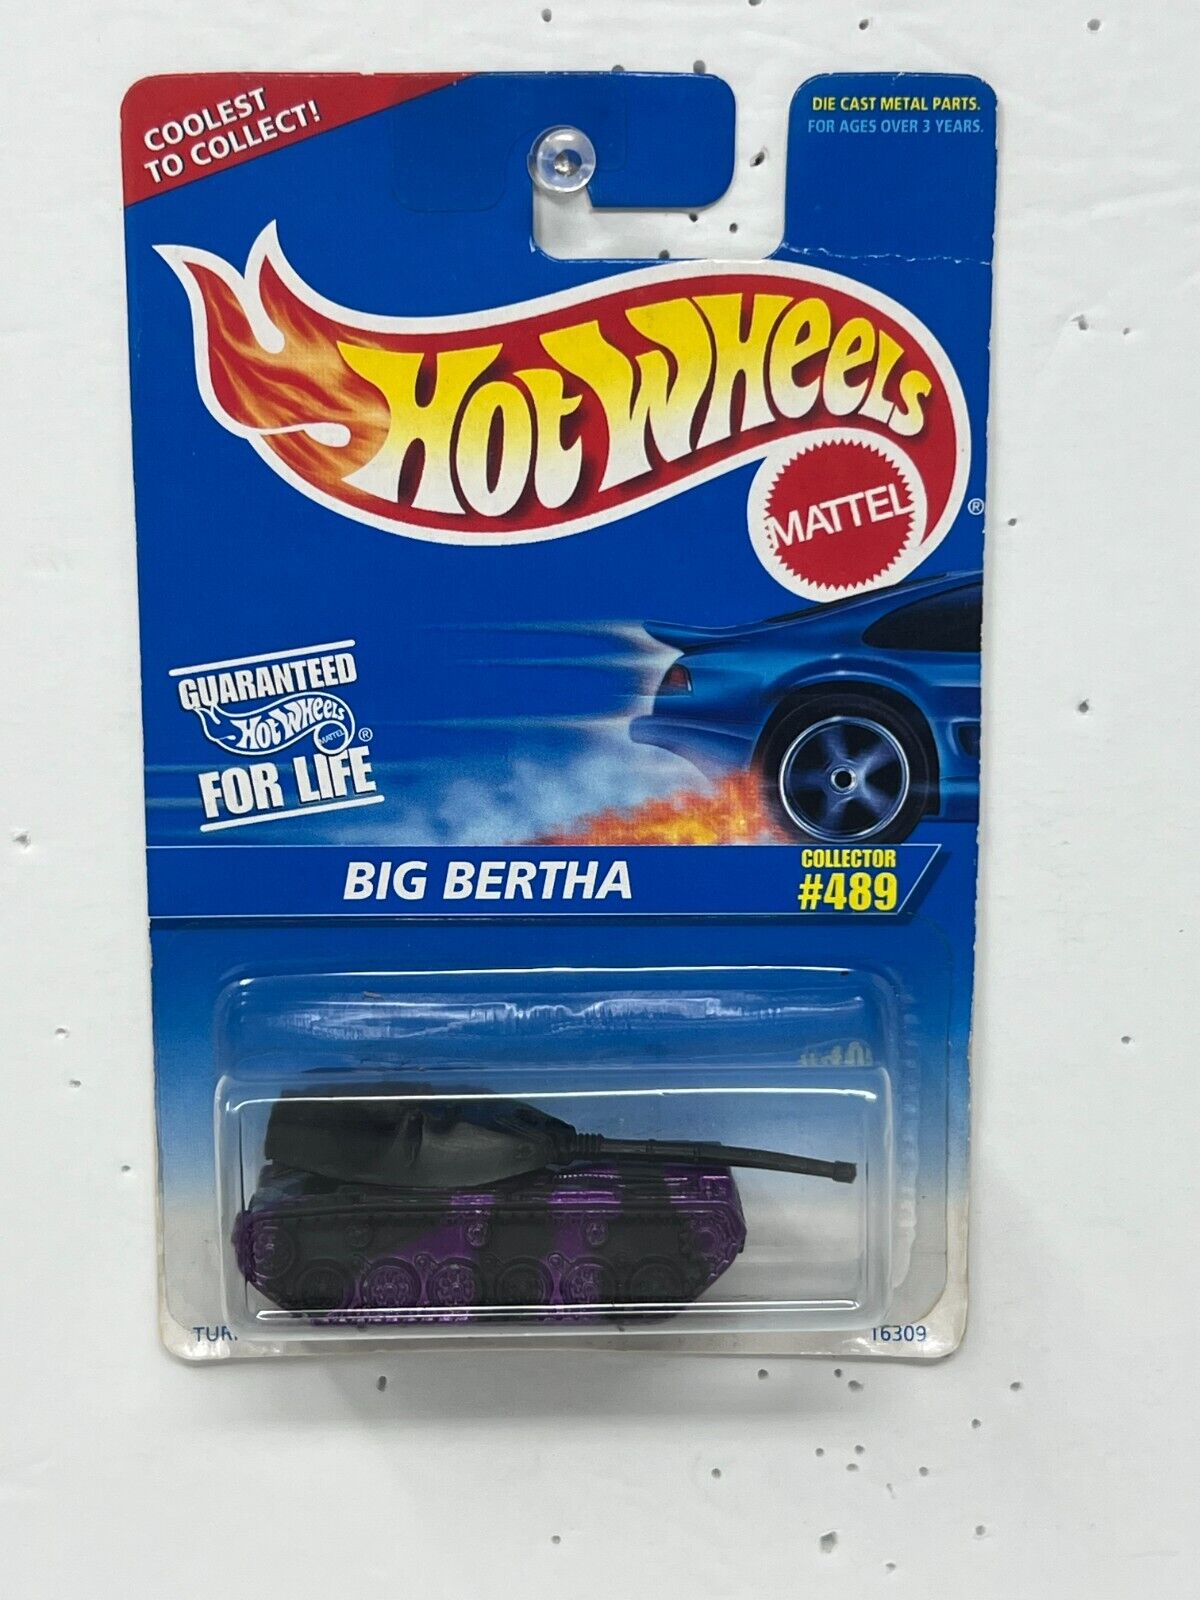 COOLEST
TO COLLECT!
DIE CAST METAL PARTS.
FOR AGES OVER 3 YEARS.
HOT WHEELS
MATTEL ®
GUARANTEED
HOT WHEELS
MATTEL ®
FOR LIFE
BIG BERTHA
COLLECTOR
#489
16309